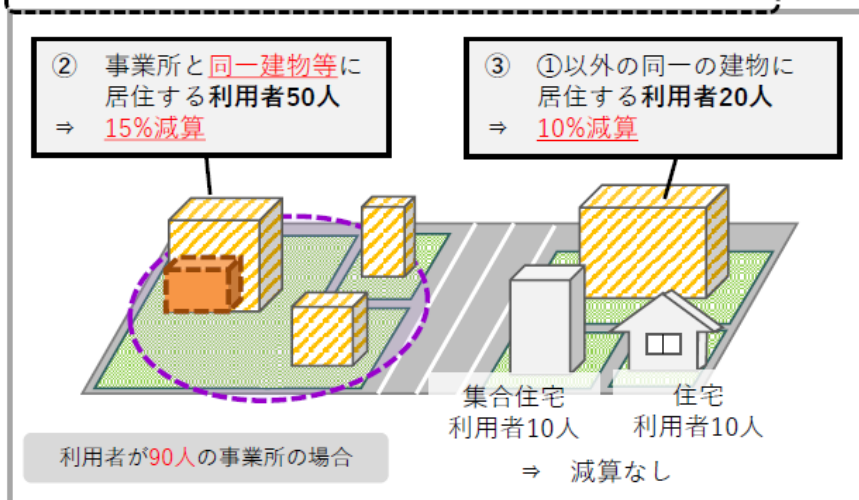 ② 事業所と同一建物等に
居住する利用者50人
⇒ 15%減算
③ ①以外の同一の建物に
居住する利用者20人
⇒ 10%減算
集合住宅
利用者10人
住宅
利用者10人
⇒ 減算なし
利用者が90人の事業所の場合